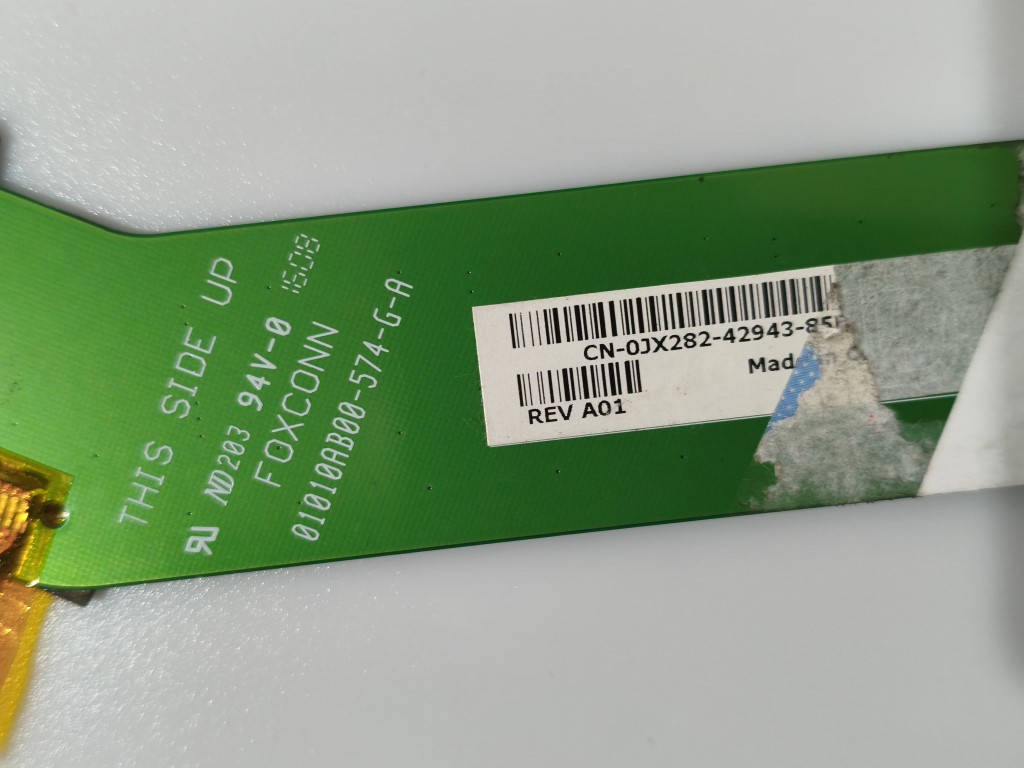 THIS SIDE UP
ND203 94V-0 1608
FOXCONN
01010AB00-574-G-A
CN-0JX282-42943-85
Mad
REV A01